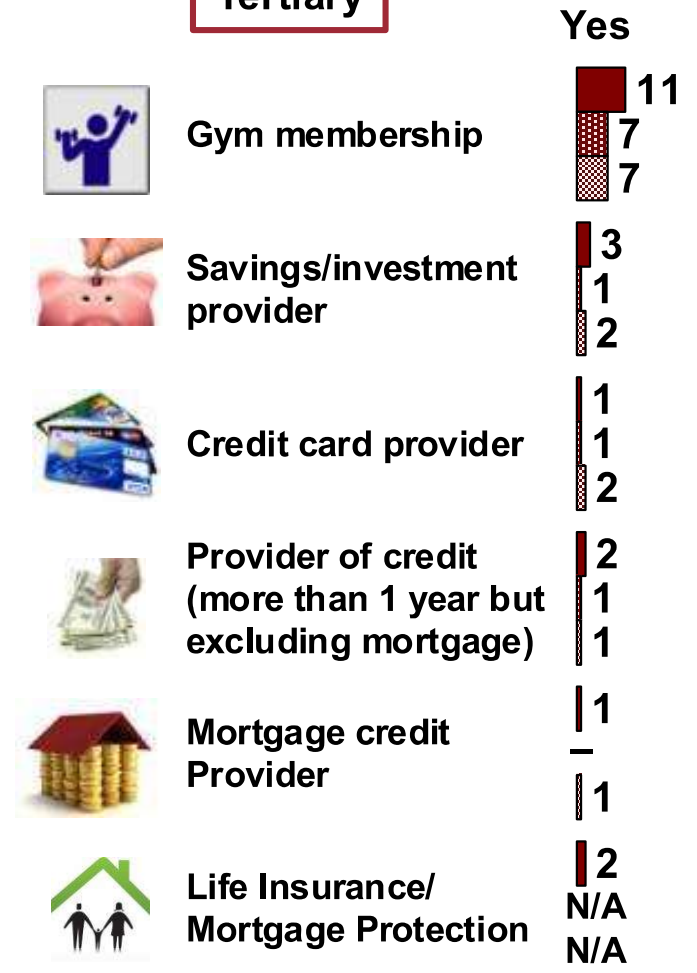 Tertiary
Yes
Gym membership
11
7
7
Savings/investment
provider
3
1
2
Credit card provider
1
1
2
Provider of credit
(more than 1 year but
excluding mortgage)
2
1
1
Mortgage credit
Provider
1
–
1
Life Insurance/
Mortgage Protection
2
N/A
N/A